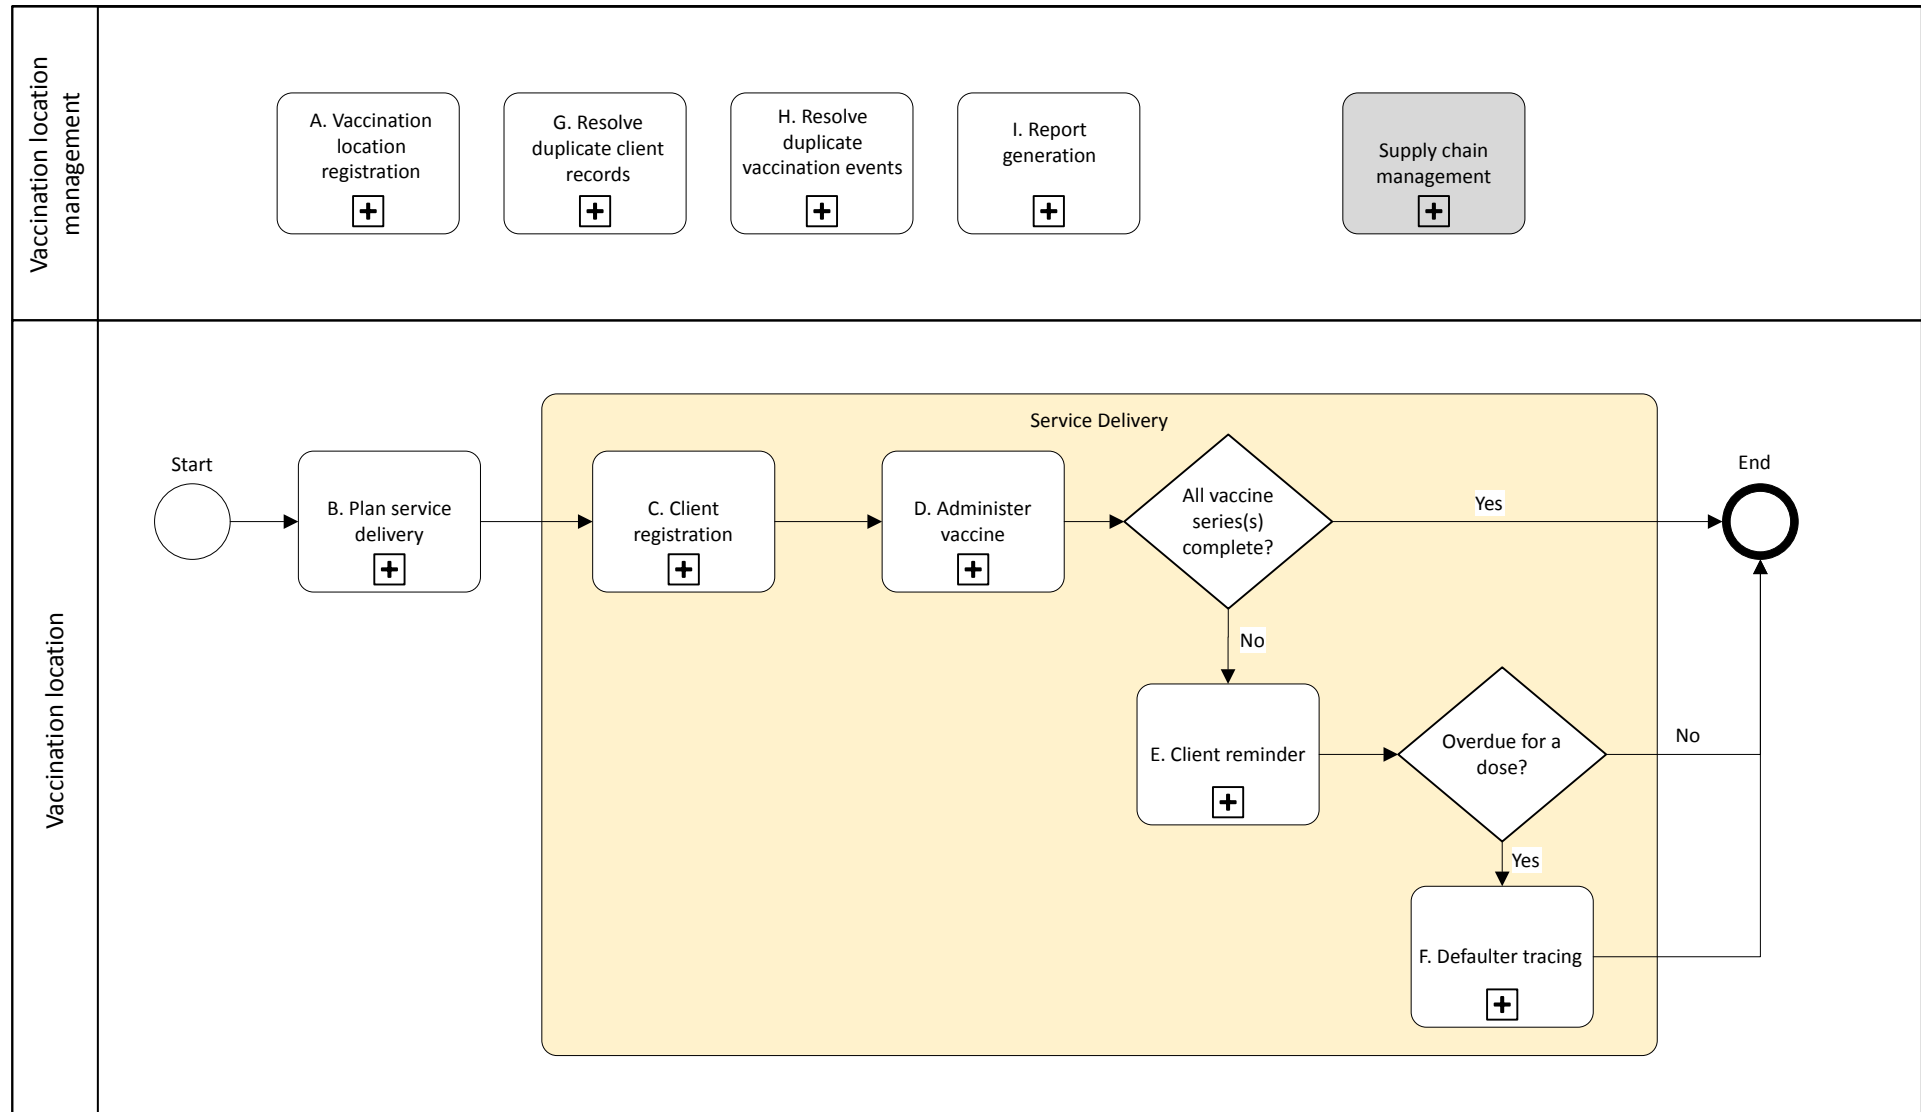 Vaccination location
management
A. Vaccination
location
registration
G. Resolve
duplicate client
records
H. Resolve
duplicate
vaccination events
I. Report
generation
Supply chain
management
Vaccination location
Service Delivery
Start
B. Plan service
delivery
C. Client
registration
D. Administer
vaccine
All vaccine
series(s)
complete?
Yes
End
No
E. Client reminder
Overdue for a
dose?
No
Yes
F. Defaulter tracing